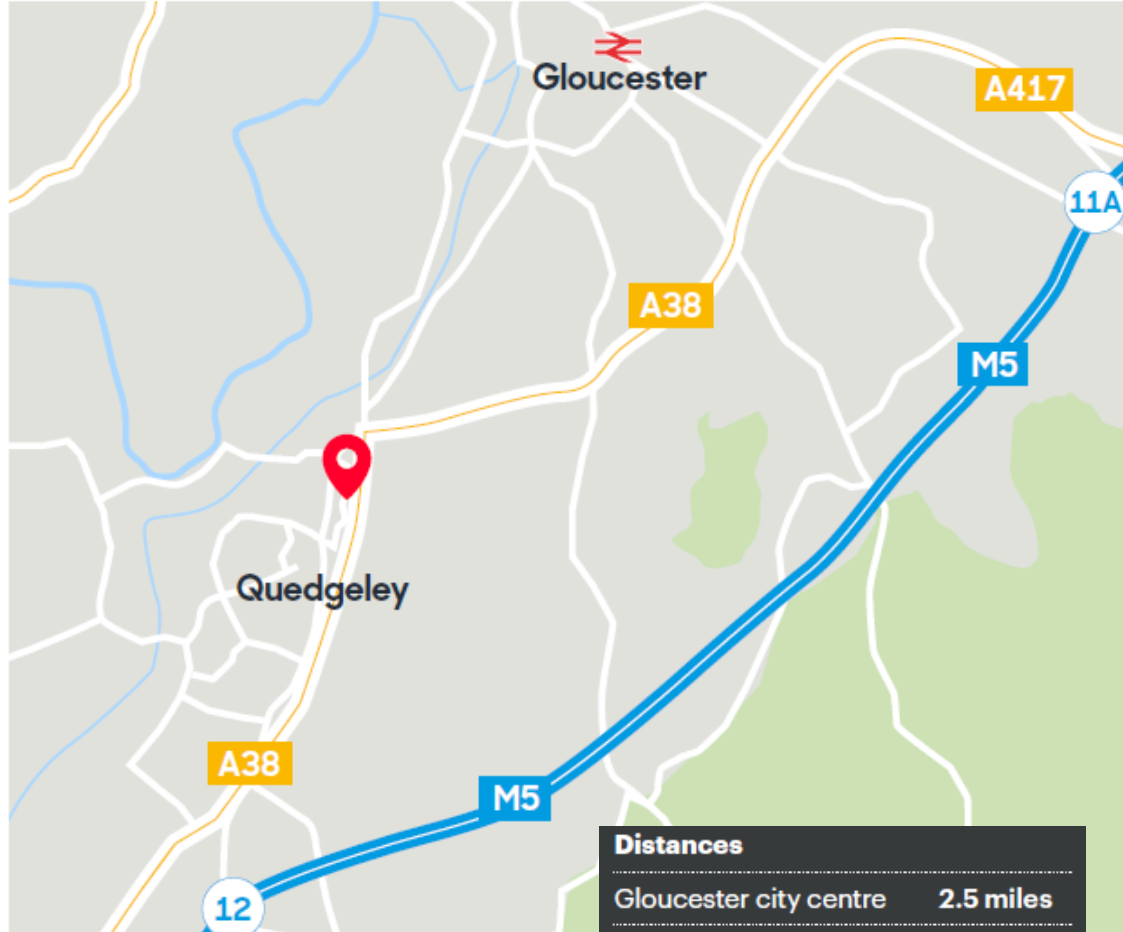 Gloucester
A417
11A
A38
M5
Quedgeley
A38
M5
Distances
Gloucester city centre 2.5 miles
12